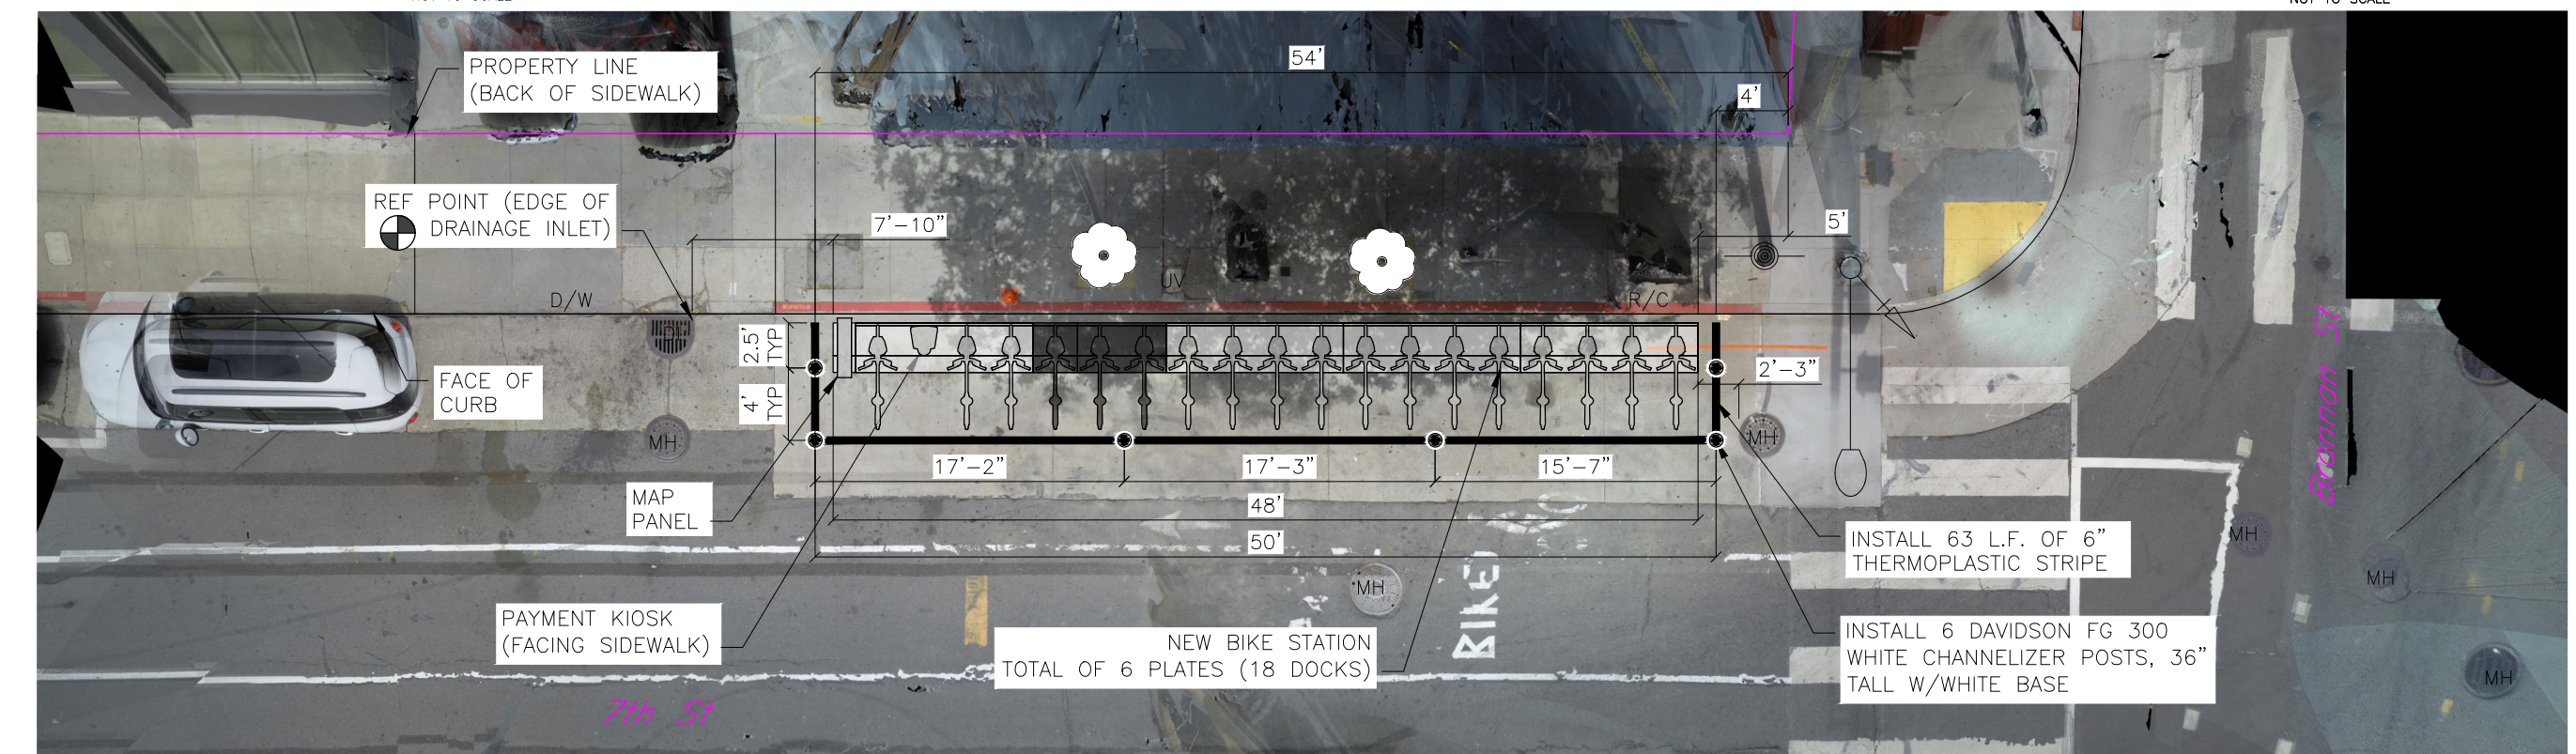 54'
PROPERTY LINE
(BACK OF SIDEWALK)
4'
REF POINT (EDGE OF
DRAINAGE INLET)
7'-10"
5'
UV
D/W
R/C
2.5'
TYP
4'
TYP
FACE OF
CURB
2'-3"
MH
MH
17'-2"
17'-3"
15'-7"
MAP
PANEL
48'
50'
Brannan St
INSTALL 63 L.F. OF 6"
THERMOPLASTIC STRIPE
MH
MH
MH
BIKE
PAYMENT KIOSK
(FACING SIDEWALK)
NEW BIKE STATION
TOTAL OF 6 PLATES (18 DOCKS)
INSTALL 6 DAVIDSON FG 300
WHITE CHANNELIZER POSTS, 36"
TALL W/WHITE BASE
MH
7th St